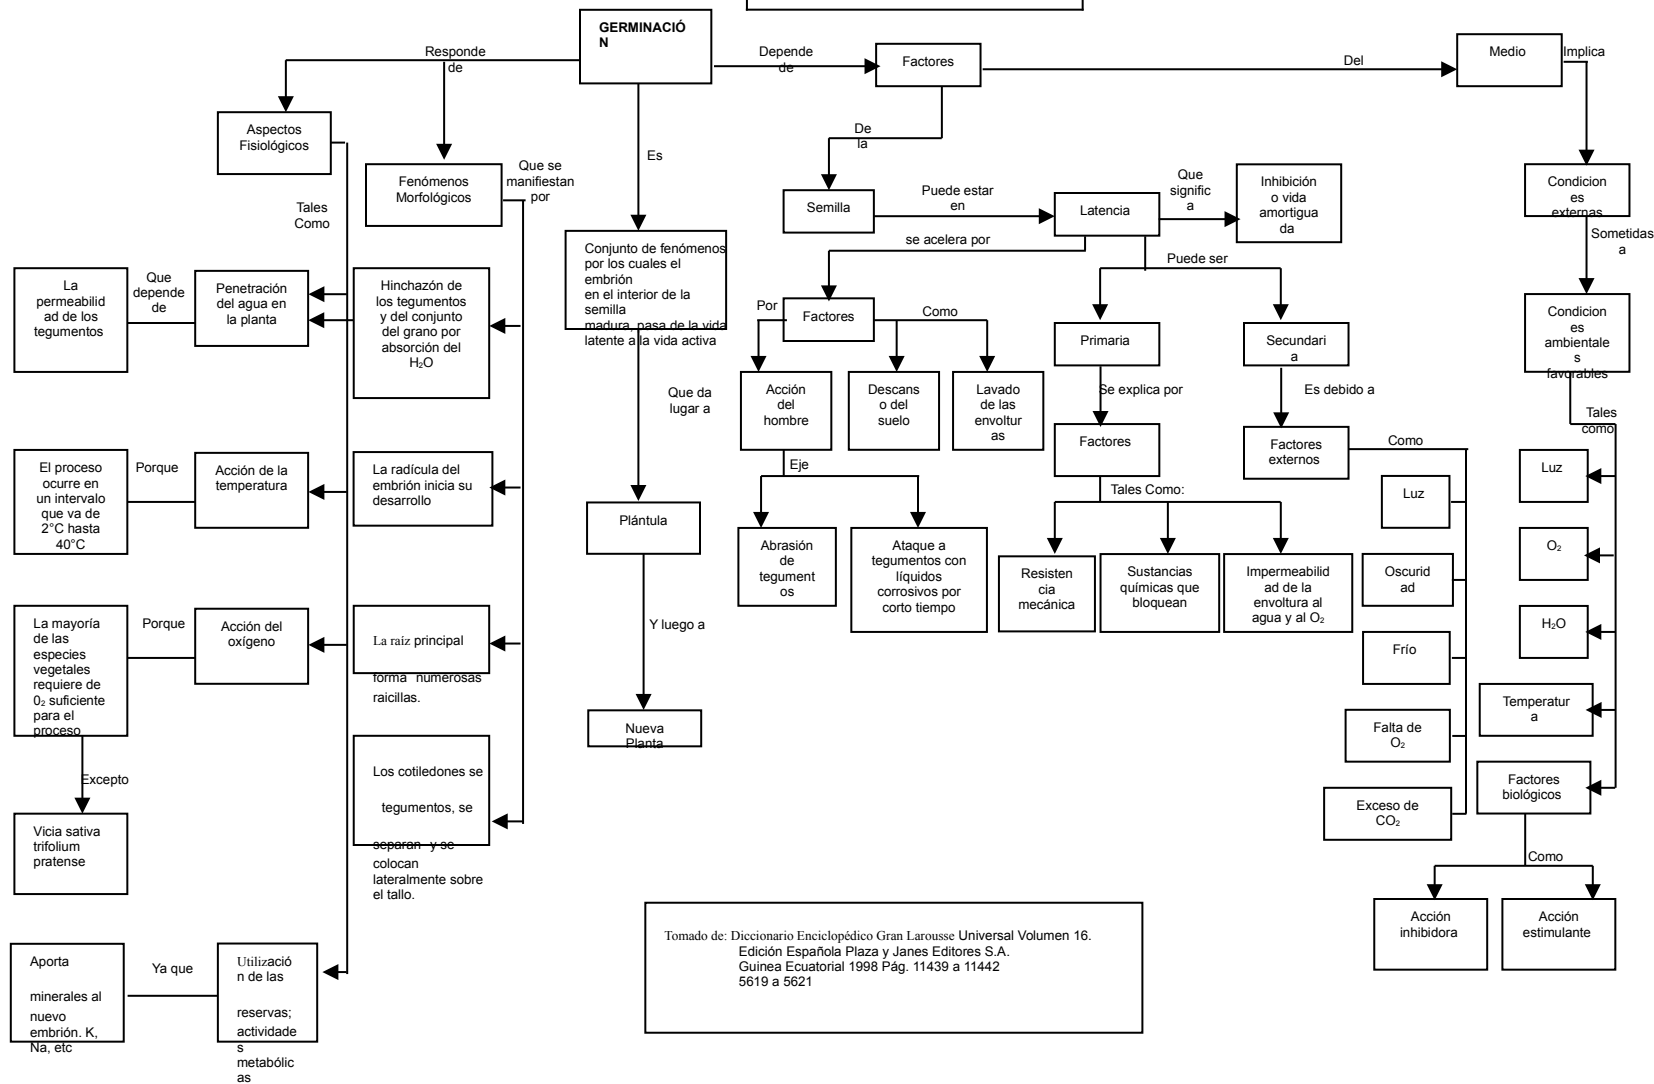 GERMINACIÓ
N
Responde
de
Depende
de
Factores
Del
Medio
Implica
Aspectos
Fisiológicos
Tales
Como
Fenómenos
Morfológicos
Que se
manifiestan
por
Es
De
la
Semilla
Puede estar
en
Latencia
Que
signific
a
Inhibición
o vida
amortigua
da
Condicion
es
externas
Sometidas
a
La
permeabilid
ad de los
tegumentos
Que
depende
de
Penetración
del agua en
la planta
Hinchazón de
los tegumentos
y del conjunto
del grano por
absorción del
H₂O
Conjunto de fenómenos
por los cuales el
embrión
en el interior de la
semilla
madura, pasa de la vida
latente a la vida activa
se acelera por
Por
Factores
Como
Puede ser
Primaria
Secundari
a
Condicion
es
ambientale
s
favorables
Acción
del
hombre
Descans
o del
suelo
Lavado
de las
envoltur
as
Se explica por
Es debido a
Tales
como
Que da
lugar a
Factores
Factores
externos
Como
El proceso
ocurre en
un intervalo
que va de
2°C hasta
40°C
Porque
Acción de la
temperatura
La radícula del
embrión inicia su
desarrollo
Plántula
Eje
Abrasión
de
tegument
os
Ataque a
tegumentos con
líquidos
corrosivos por
corto tiempo
Tales Como:
Resisten
cia
mecánica
Sustancias
químicas que
bloquean
Impermeabilid
ad de la
envoltura al
agua y al O₂
Luz
Oscurid
ad
Frío
Falta de
O₂
Exceso de
CO₂
Luz
O₂
H₂O
Temperatur
a
Factores
biológicos
Como
Acción
inhibidora
Acción
estimulante
La mayoría
de las
especies
vegetales
requiere de
0₂ suficiente
para el
proceso
Porque
Acción del
oxígeno
La raíz principal
forma numerosas
raicillas.
Y luego a
Nueva
Planta
Excepto
Vicia sativa
trifolium
pratense
Los cotiledones se
tegumentos, se
separan y se
colocan
lateralmente sobre
el tallo.
Aporta
minerales al
nuevo
embrión. K,
Na, etc
Ya que
Utilizació
n de las
reservas;
actividade
s
metabólic
as
Tomado de: Diccionario Enciclopédico Gran Larousse Universal Volumen 16.
Edición Española Plaza y Janes Editores S.A.
Guinea Ecuatorial 1998 Pág. 11439 a 11442
5619 a 5621